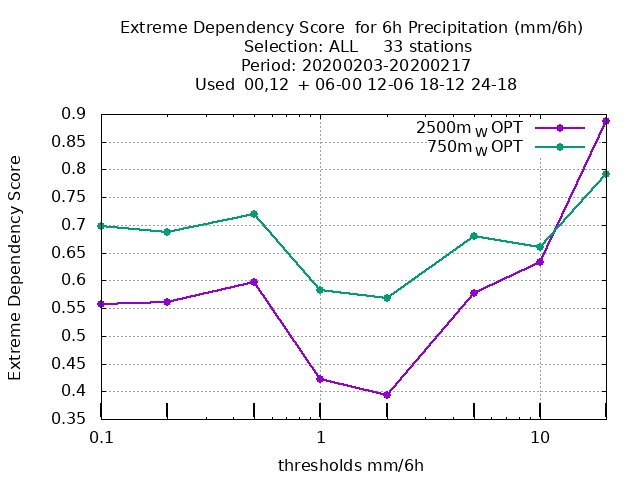 Extreme Dependency Score  for 6h Precipitation (mm/6h)
Selection: ALL     33 stations
Period: 20200203-20200217
Used  00,12  + 06-00 12-06 18-12 24-18
2500m W OPT
750m W OPT
0.9
0.85
0.8
0.75
0.7
0.65
0.6
0.55
0.5
0.45
0.4
0.35
Extreme Dependency Score
0.1
1
10
thresholds mm/6h